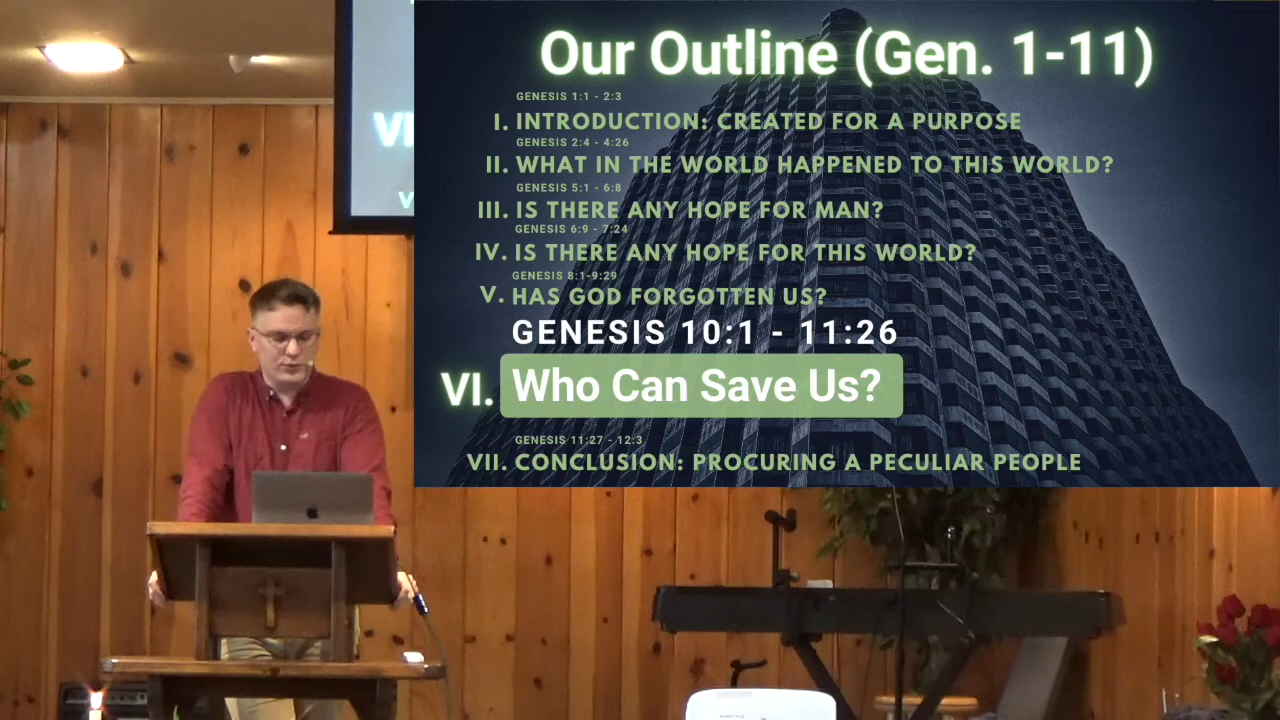 Our Outline (Gen. 1-11)
GENESIS 1:1 - 2:3
I. INTRODUCTION: CREATED FOR A PURPOSE
GENESIS 2:4 - 4:26
II. WHAT IN THE WORLD HAPPENED TO THIS WORLD?
GENESIS 5:1 - 6:8
III. IS THERE ANY HOPE FOR MAN?
GENESIS 6:9 - 7:24
IV. IS THERE ANY HOPE FOR THIS WORLD?
GENESIS 8:1-9:29
V. HAS GOD FORGOTTEN US?
GENESIS 10:1 - 11:26
VI. Who Can Save Us?
GENESIS 11:27 - 12:3
VII. CONCLUSION: PROCURING A PECULIAR PEOPLE
VI
V